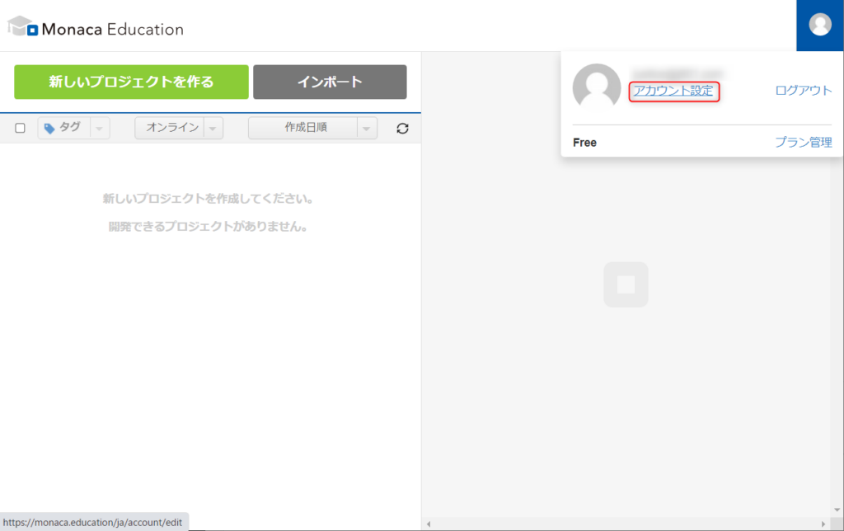 Monaca Education
新しいプロジェクトを作る
インポート
アカウント設定
ログアウト
タグ
オンライン
作成日順
Free
プラン管理
新しいプロジェクトを作成してください。
開発できるプロジェクトがありません。
https://monaca.education/ja/account/edit